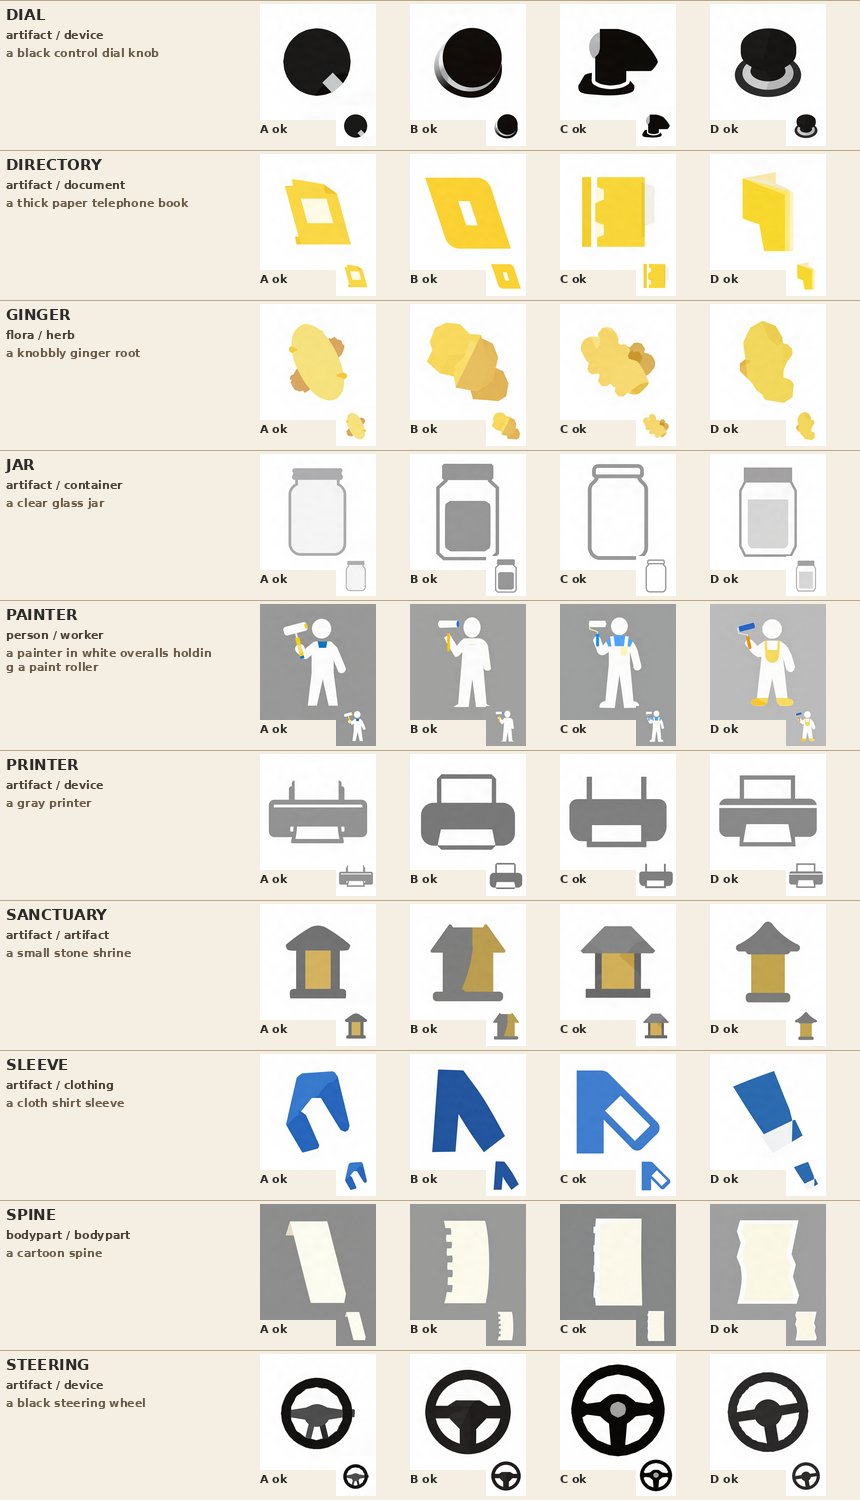 DIAL
artifact / device
a black control dial knob
A ok
B ok
C ok
D ok
DIRECTORY
artifact / document
a thick paper telephone book
A ok
B ok
C ok
D ok
GINGER
flora / herb
a knobbly ginger root
A ok
B ok
C ok
D ok
JAR
artifact / container
a clear glass jar
A ok
B ok
C ok
D ok
PAINTER
person / worker
a painter in white overalls holdin
g a paint roller
A ok
B ok
C ok
D ok
PRINTER
artifact / device
a gray printer
A ok
B ok
C ok
D ok
SANCTUARY
artifact / artifact
a small stone shrine
A ok
B ok
C ok
D ok
SLEEVE
artifact / clothing
a cloth shirt sleeve
A ok
B ok
C ok
D ok
SPINE
bodypart / bodypart
a cartoon spine
A ok
B ok
C ok
D ok
STEERING
artifact / device
a black steering wheel
A ok
B ok
C ok
D ok